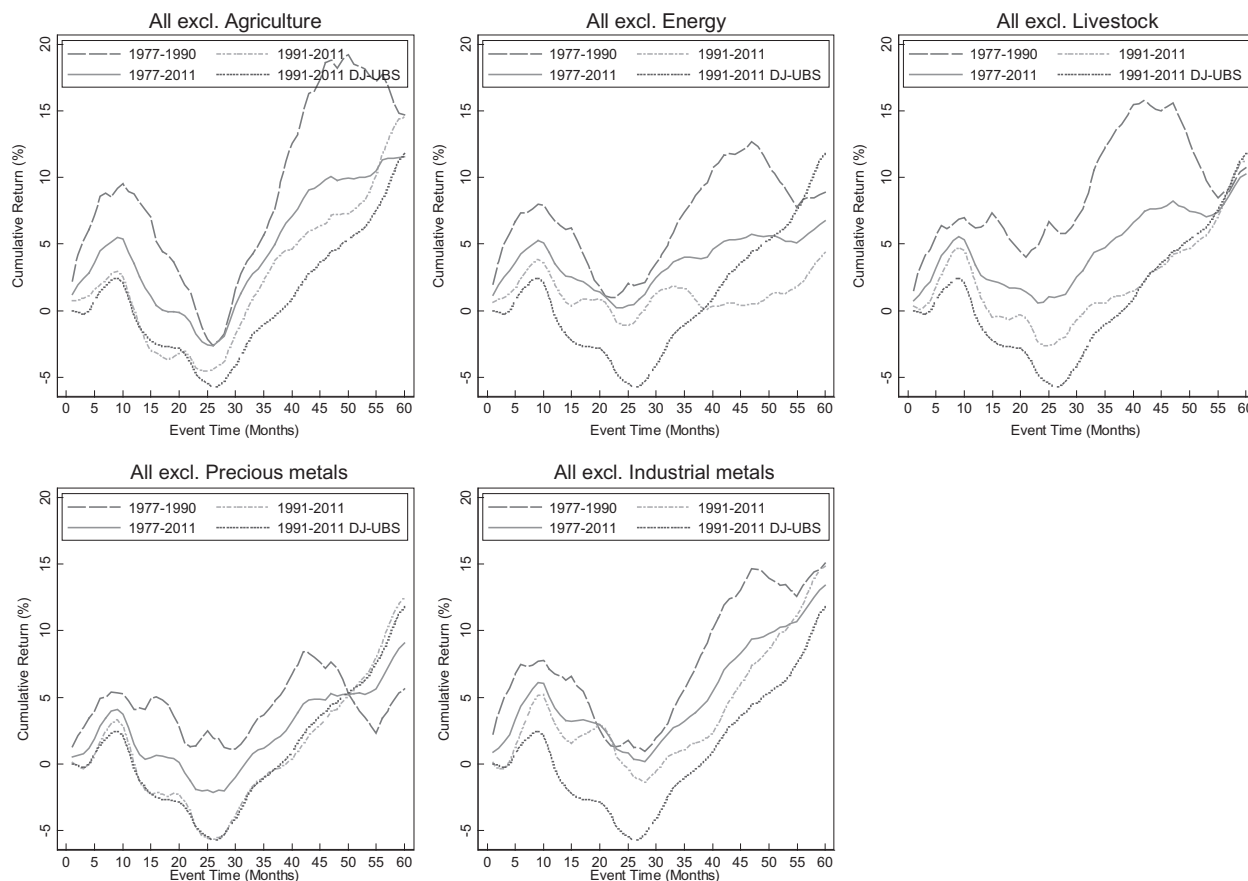 All excl. Agriculture
1977-1990
1991-2011
1977-2011
1991-2011 DJ-UBS
Cumulative Return (%)
20
15
10
5
0
-5
0 5 10 15 20 25 30 35 40 45 50 55 60
Event Time (Months)
All excl. Energy
1977-1990
1991-2011
1977-2011
1991-2011 DJ-UBS
Cumulative Return (%)
20
15
10
5
0
-5
0 5 10 15 20 25 30 35 40 45 50 55 60
Event Time (Months)
All excl. Livestock
1977-1990
1991-2011
1977-2011
1991-2011 DJ-UBS
Cumulative Return (%)
20
15
10
5
0
-5
0 5 10 15 20 25 30 35 40 45 50 55 60
Event Time (Months)
All excl. Precious metals
1977-1990
1991-2011
1977-2011
1991-2011 DJ-UBS
Cumulative Return (%)
20
15
10
5
0
-5
0 5 10 15 20 25 30 35 40 45 50 55 60
Event Time (Months)
All excl. Industrial metals
1977-1990
1991-2011
1977-2011
1991-2011 DJ-UBS
Cumulative Return (%)
20
15
10
5
0
-5
0 5 10 15 20 25 30 35 40 45 50 55 60
Event Time (Months)